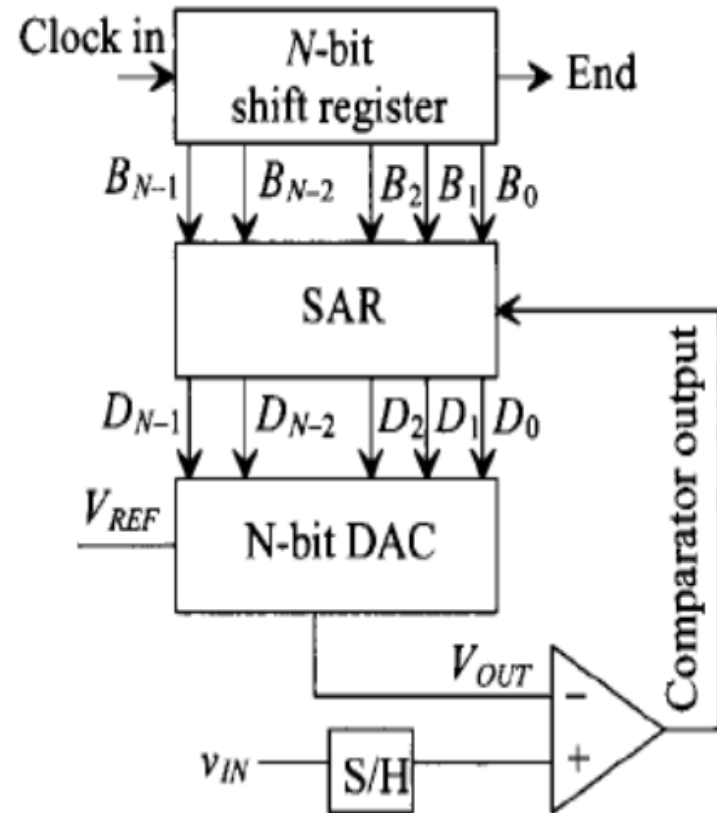 Clock in
N-bit
shift register
End
B_{N-1} B_{N-2} B_2 B_1 B_0
SAR
D_{N-1} D_{N-2} D_2 D_1 D_0
Comparator output
V_{REF}
N-bit DAC
V_{OUT}
−
+
v_{IN}
S/H